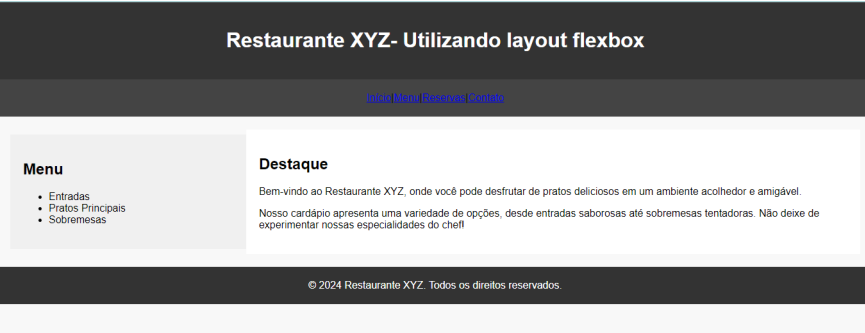 Restaurante XYZ- Utilizando layout flexbox
Início|Menu|Reservas|Contato
Menu
Entradas
Pratos Principais
Sobremesas
Destaque
Bem-vindo ao Restaurante XYZ, onde você pode desfrutar de pratos deliciosos em um ambiente acolhedor e amigável.
Nosso cardápio apresenta uma variedade de opções, desde entradas saborosas até sobremesas tentadoras. Não deixe de
experimentar nossas especialidades do chef!
© 2024 Restaurante XYZ. Todos os direitos reservados.